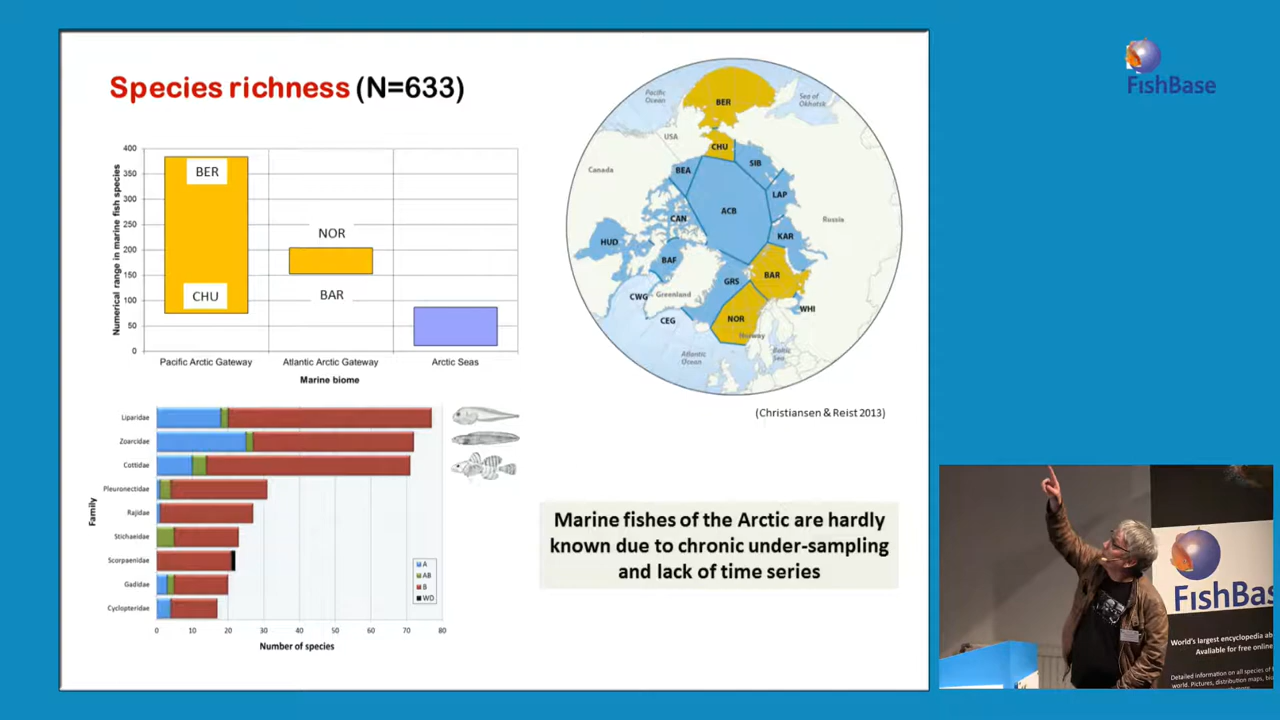 Species richness (N=633)
FishBase
400
350
300
250
200
150
100
50
0
Numerical range in marine fish species
BER
CHU
NOR
BAR
Pacific Arctic Gateway
Atlantic Arctic Gateway
Arctic Seas
Marine biome
Pacific
Ocean
BER
Sea of
Okhotsk
USA
CHU
Canada
BEA
SIB
LAP
ACB
CAN
Russia
KAR
HUD
BAF
BAR
GRS
CWG
Greenland
WHI
CEG
NOR
Norway
Atlantic
Ocean
Baltic
Sea
(Christiansen & Reist 2013)
Family
Liparidae
Zoarcidae
Cottidae
Pleuronectidae
Rajidae
Stichaeidae
Scorpaenidae
Gadidae
Cyclopteridae
A
AB
B
WD
0 10 20 30 40 50 60 70 80
Number of species
Marine fishes of the Arctic are hardly
known due to chronic under-sampling
and lack of time series
FishBas
World's largest encyclopedia ab
Available for free online
Detailed information on all species of
world. Pictures, distribution maps,